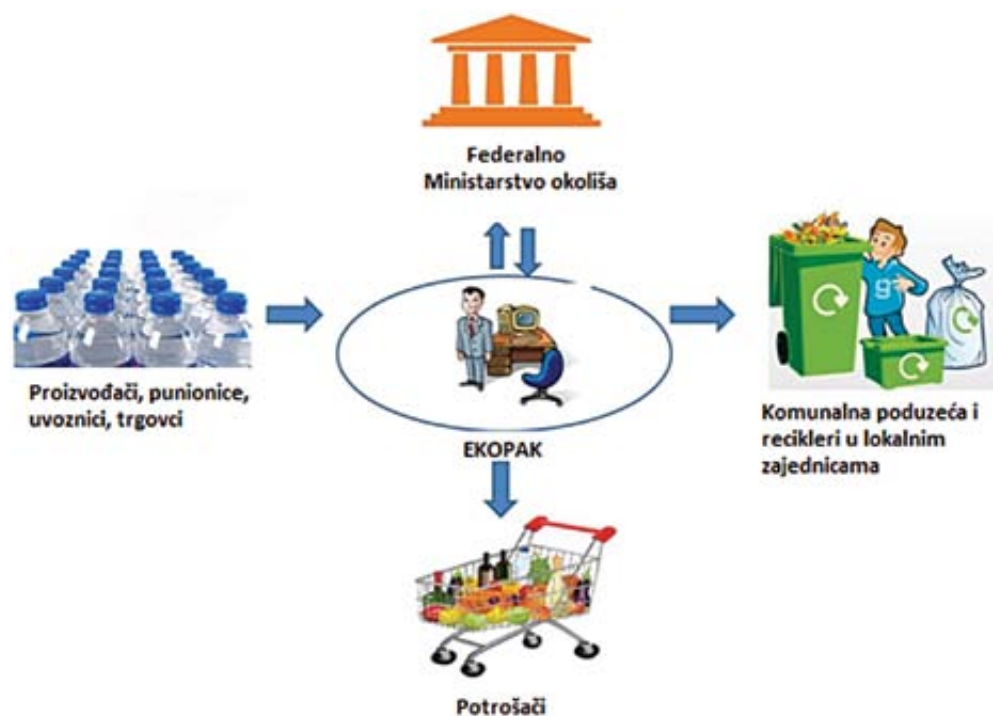 Federalno
Ministarstvo okoliša
Proizvođači, punionice,
uvoznici, trgovci
EKOPAK
Komunalna poduzeća i
recikleri u lokalnim
zajednicama
Potrošači